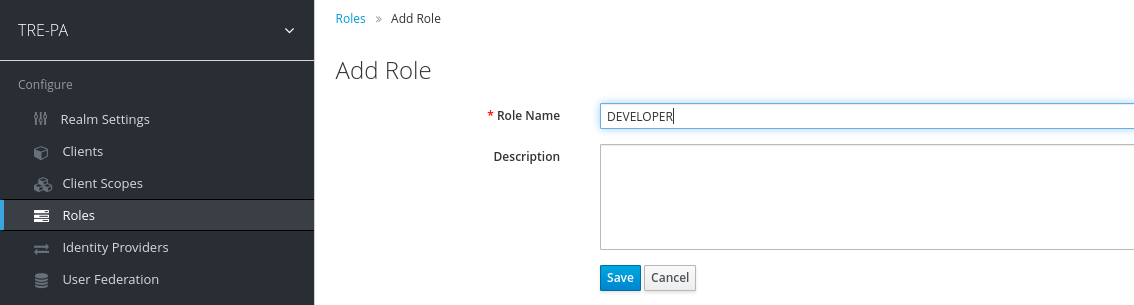 TRE-PA
Configure
Realm Settings
Clients
Client Scopes
Roles
Identity Providers
User Federation
Roles » Add Role
Add Role
* Role Name
DEVELOPER
Description
Save Cancel